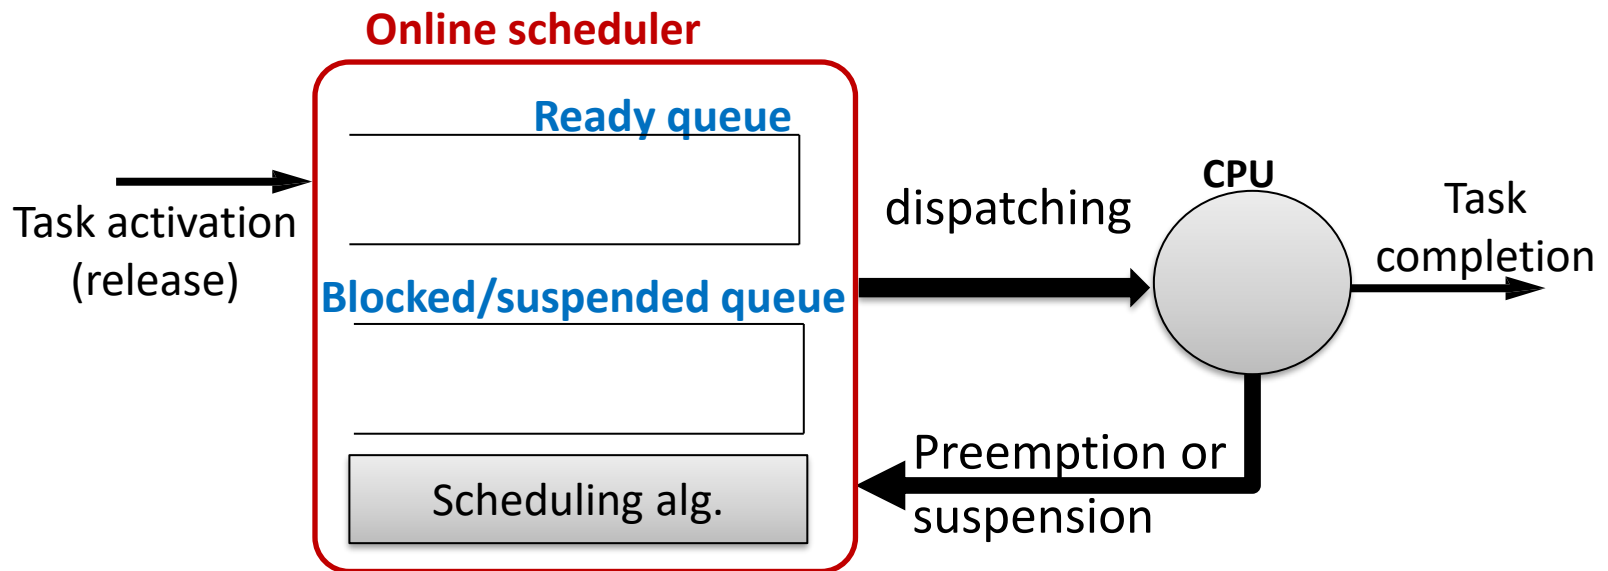 Online scheduler
Ready queue
Task activation
(release)
Blocked/suspended queue
Scheduling alg.
dispatching
CPU
Task
completion
Preemption or
suspension